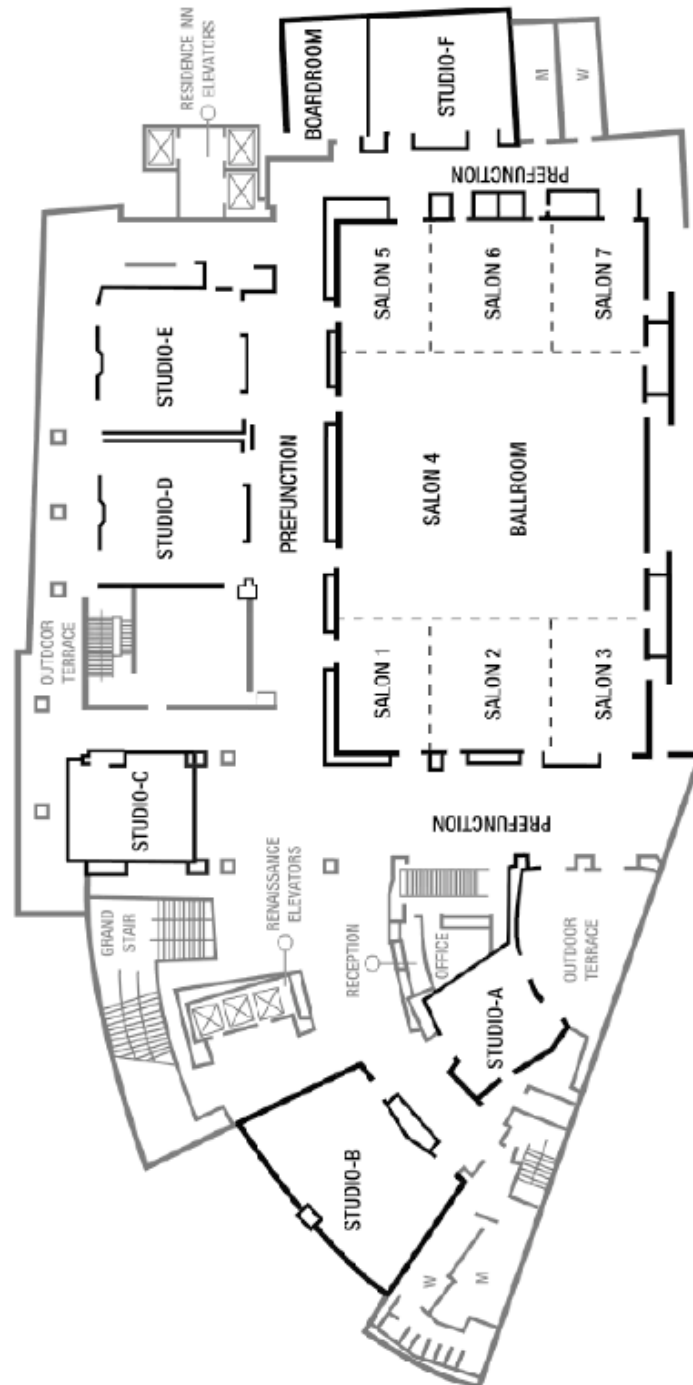 RESIDENCE INN
ELEVATORS
BOARDROOM
STUDIO-F
M
W
PREFUNCTION
SALON 5
SALON 6
SALON 7
STUDIO-E
STUDIO-D
PREFUNCTION
SALON 4
BALLROOM
OUTDOOR
TERRACE
SALON 1
SALON 2
SALON 3
STUDIO-C
PREFUNCTION
GRAND
STAIR
RENAISSANCE
ELEVATORS
RECEPTION
OFFICE
OUTDOOR
TERRACE
STUDIO-A
STUDIO-B
W
M